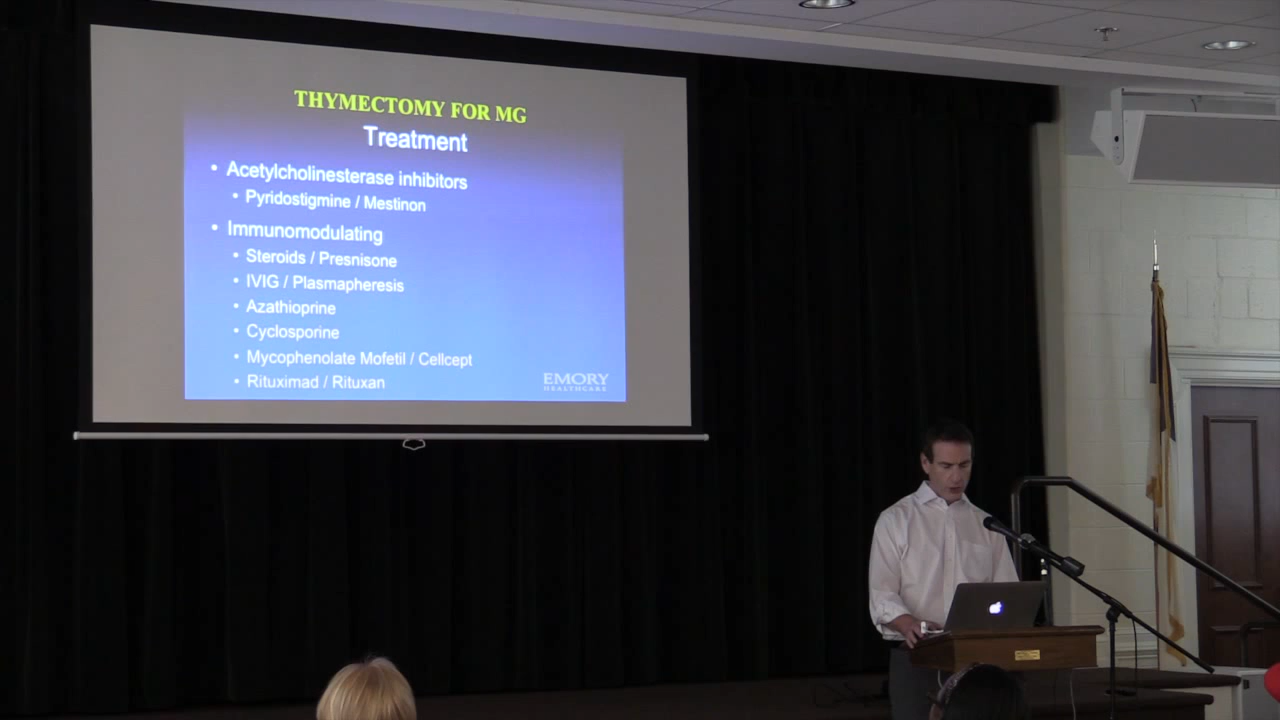 THYMECTOMY FOR MG
Treatment
• Acetylcholinesterase inhibitors
• Pyridostigmine / Mestinon
• Immunomodulating
• Steroids / Presnisone
• IVIG / Plasmapheresis
• Azathioprine
• Cyclosporine
• Mycophenolate Mofetil / Cellcept
• Rituximad / Rituxan
EMORY
HEALTHCARE